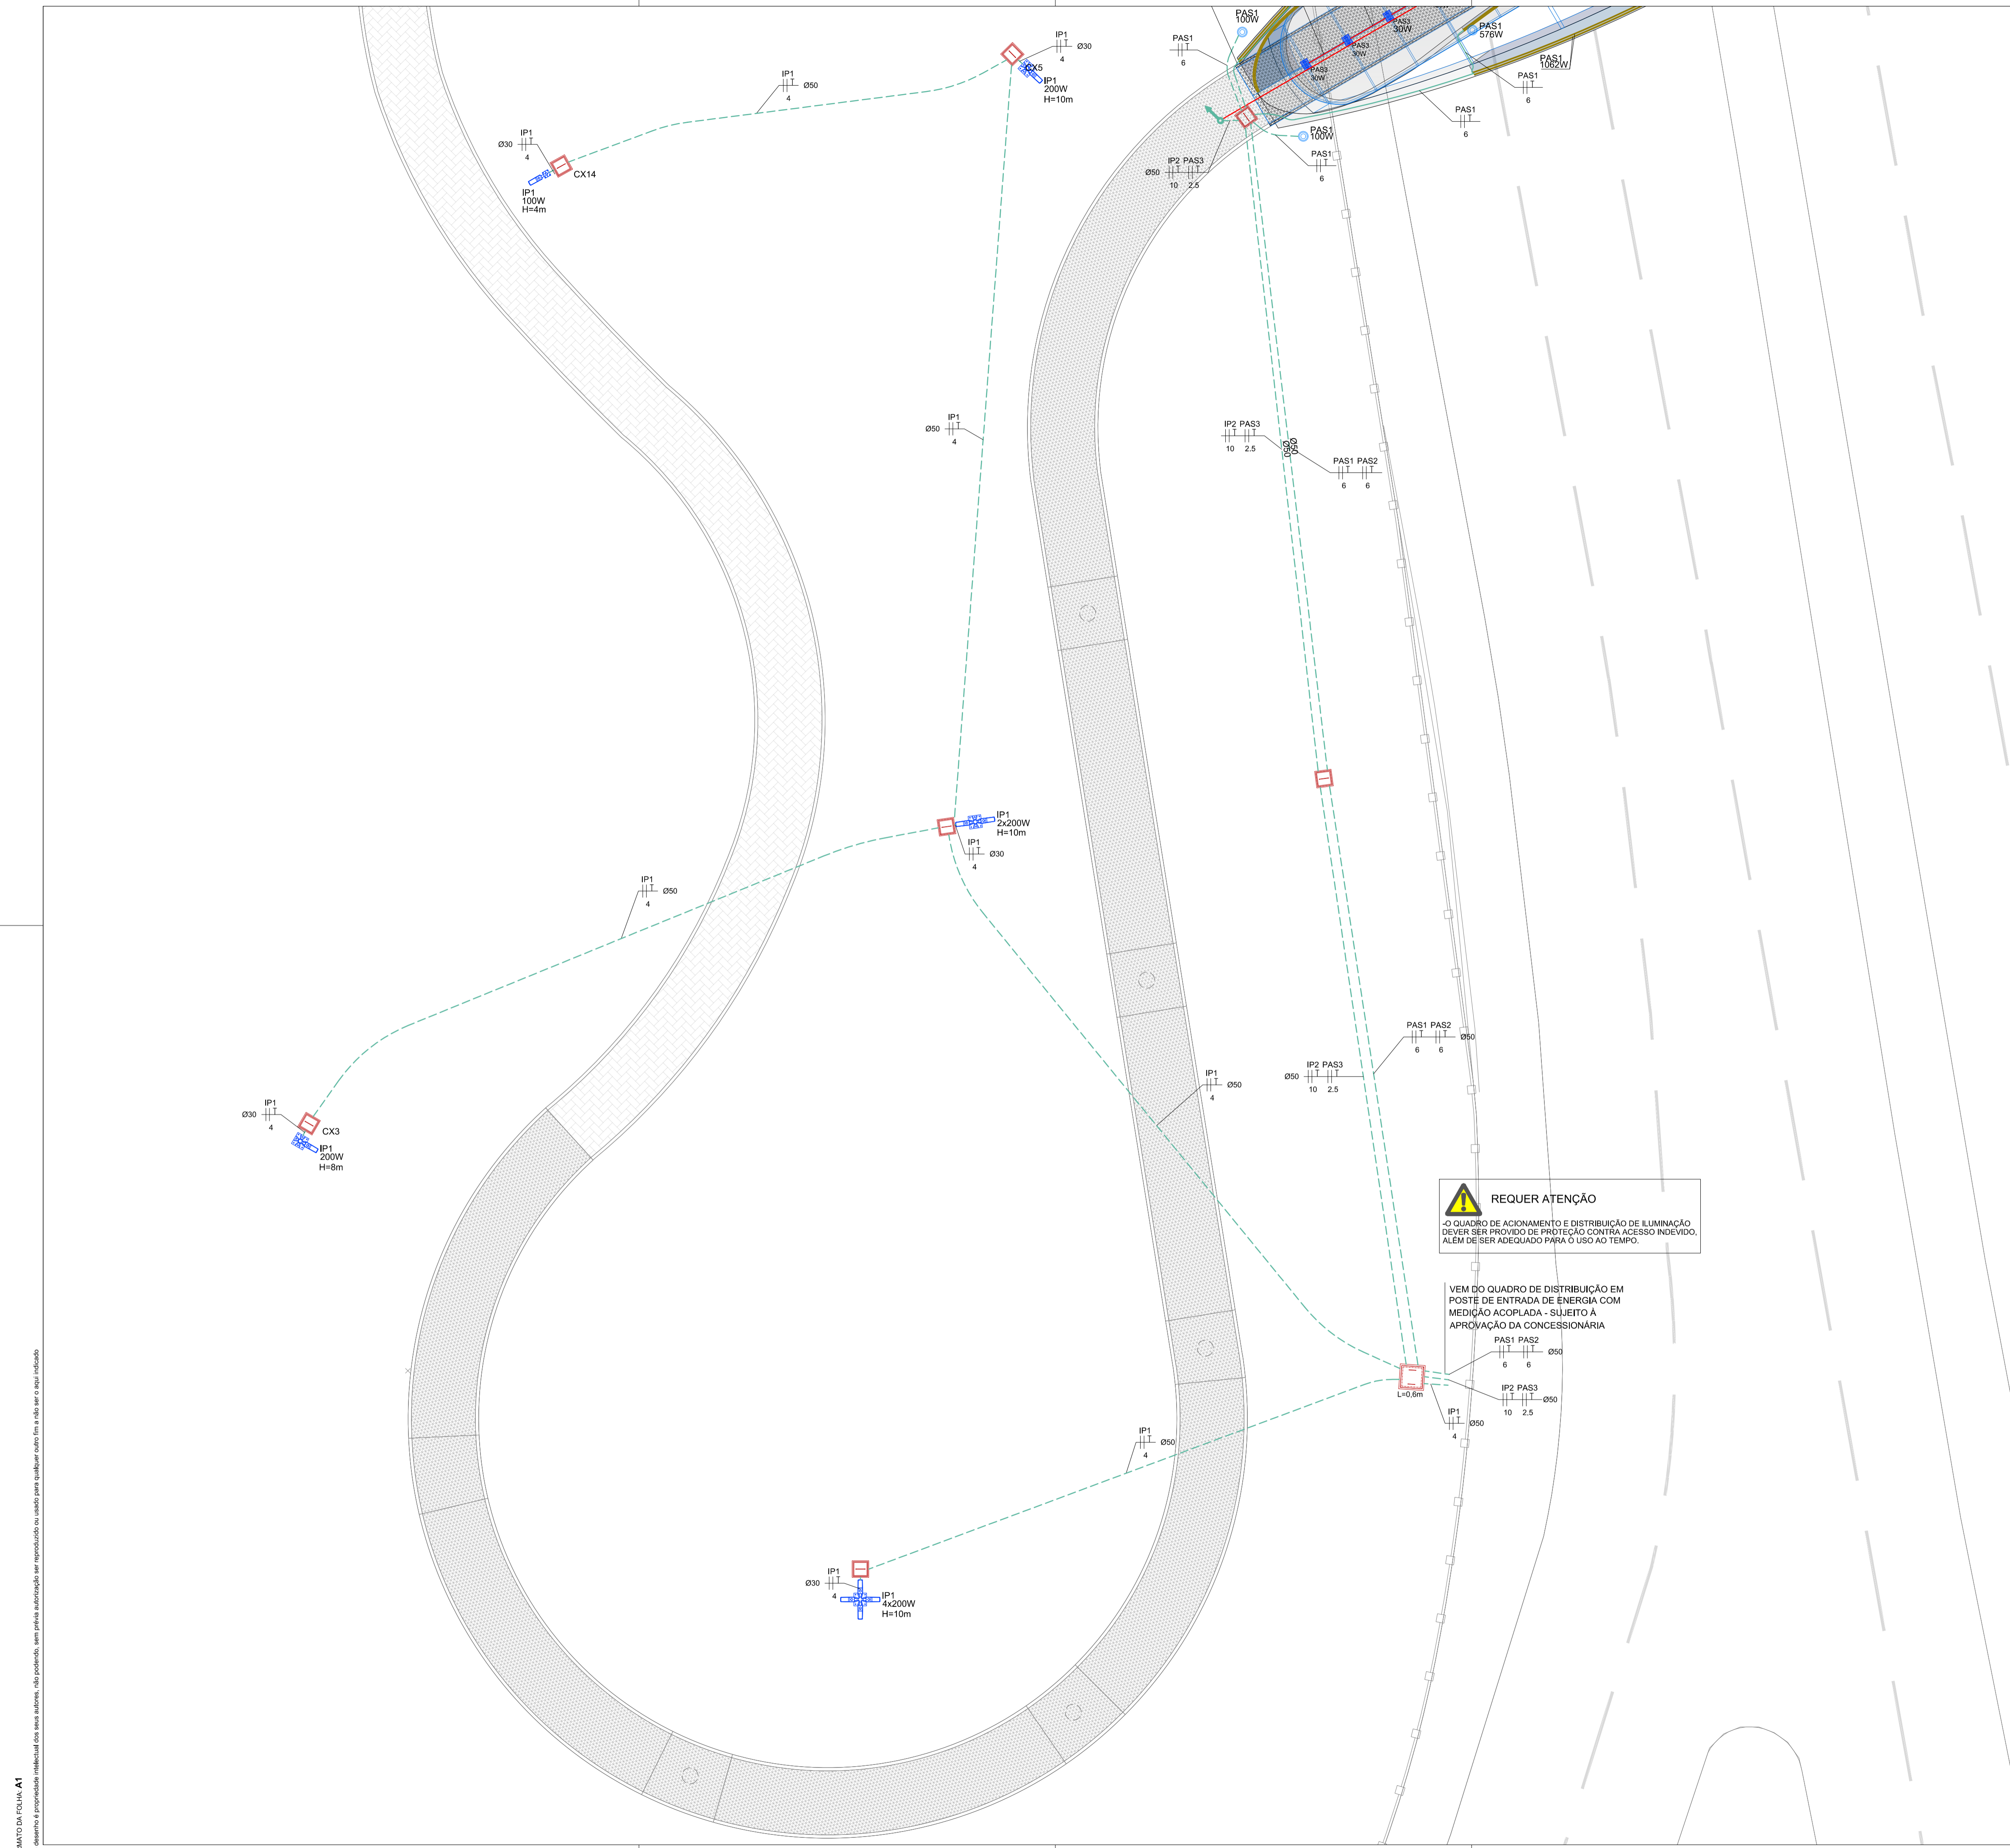 PAS1
100W
PAS1
6
PAS3
30W
PAS3
30W
PAS3
30W
PAS1
576W
PAS1
1062W
PAS1
6
PAS1
6
PAS1
100W
PAS1
6
IP2 PAS3
Ø50
10 2.5
IP1
Ø30
4
CX5
IP1
200W
H=10m
IP1
Ø50
4
IP1
Ø30
4
CX14
IP1
100W
H=4m
IP1
Ø50
4
IP2 PAS3
10 2.5
Ø50
Ø50
PAS1 PAS2
6 6
IP1
2x200W
H=10m
IP1
Ø30
4
IP1
Ø50
4
PAS1 PAS2
Ø50
6 6
IP2 PAS3
Ø50
10 2.5
IP1
Ø50
4
IP1
Ø30
4
CX3
IP1
200W
H=8m
REQUER ATENÇÃO
-O QUADRO DE ACIONAMENTO E DISTRIBUIÇÃO DE ILUMINAÇÃO
DEVER SER PROVIDO DE PROTEÇÃO CONTRA ACESSO INDEVIDO,
ALÉM DE SER ADEQUADO PARA O USO AO TEMPO.
VEM DO QUADRO DE DISTRIBUIÇÃO EM
POSTE DE ENTRADA DE ENERGIA COM
MEDIÇÃO ACOPLADA - SUJEITO À
APROVAÇÃO DA CONCESSIONÁRIA
PAS1 PAS2
Ø50
6 6
L=0,6m
IP2 PAS3
Ø50
10 2.5
IP1
Ø50
4
IP1
Ø50
4
IP1
Ø30
4
IP1
4x200W
H=10m
MATO DA FOLHA: A1
desenho é propriedade intelectual dos seus autores, não podendo, sem prévia autorização ser reproduzido ou usado para qualquer outro fim a não ser o aqui indicado